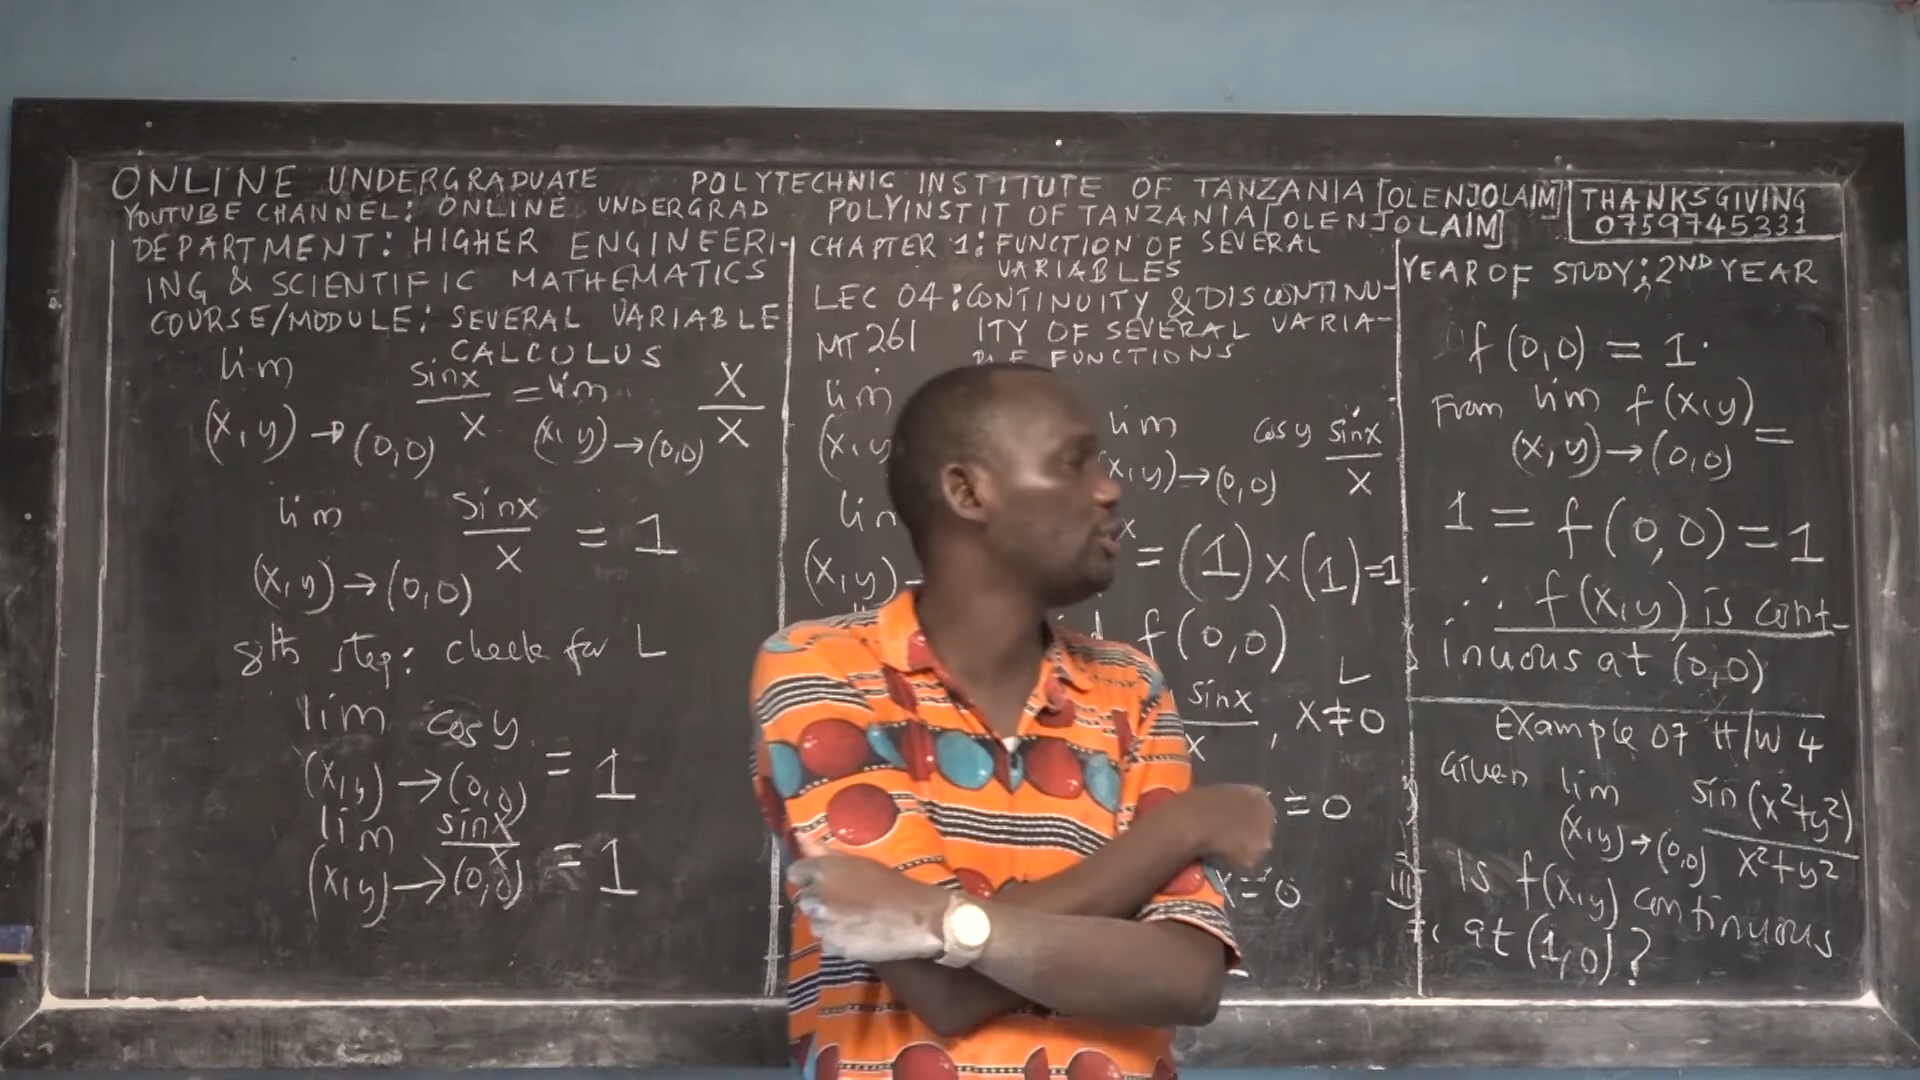 ONLINE UNDERGRADUATE POLYTECHNIC INSTITUTE OF TANZANIA [OLENJOLAIM]
YOUTUBE CHANNEL: ONLINE UNDERGRAD POLYINSTIT OF TANZANIA [OLENJOLAIM]
THANKSGIVING
0759745331
DEPARTMENT: HIGHER ENGINEERI-
ING & SCIENTIFIC MATHEMATICS
COURSE/MODULE: SEVERAL VARIABLE
CALCULUS
lim sinx/x = lim x/x
(x,y)→(0,0) (x,y)→(0,0)
lim sinx/x = 1
(x,y)→(0,0)
8th step: check for L
lim cosy = 1
(x,y)→(0,0)
lim sinx/x = 1
(x,y)→(0,0)
CHAPTER 1: FUNCTION OF SEVERAL
VARIABLES
LEC 04: CONTINUITY & DISCONTINU-
MT 261 ITY OF SEVERAL VARIA-
FUNCTIONS
lim lim cosy sinx/x
(x,y)→(0,0)
= (1)x(1)=1
(x,y)
f(0,0)
L
sinx/x, x≠0
=0
x=0
YEAR OF STUDY: 2ND YEAR
f(0,0) = 1.
From lim f(x,y) =
(x,y)→(0,0)
1 = f(0,0) = 1
∴ f(x,y) is cont-
inuous at (0,0)
Example 07 H/W 4
Given lim sin(x²+y²)/x²+y²
(x,y)→(0,0)
Is f(x,y) continuous
at (1,0)?